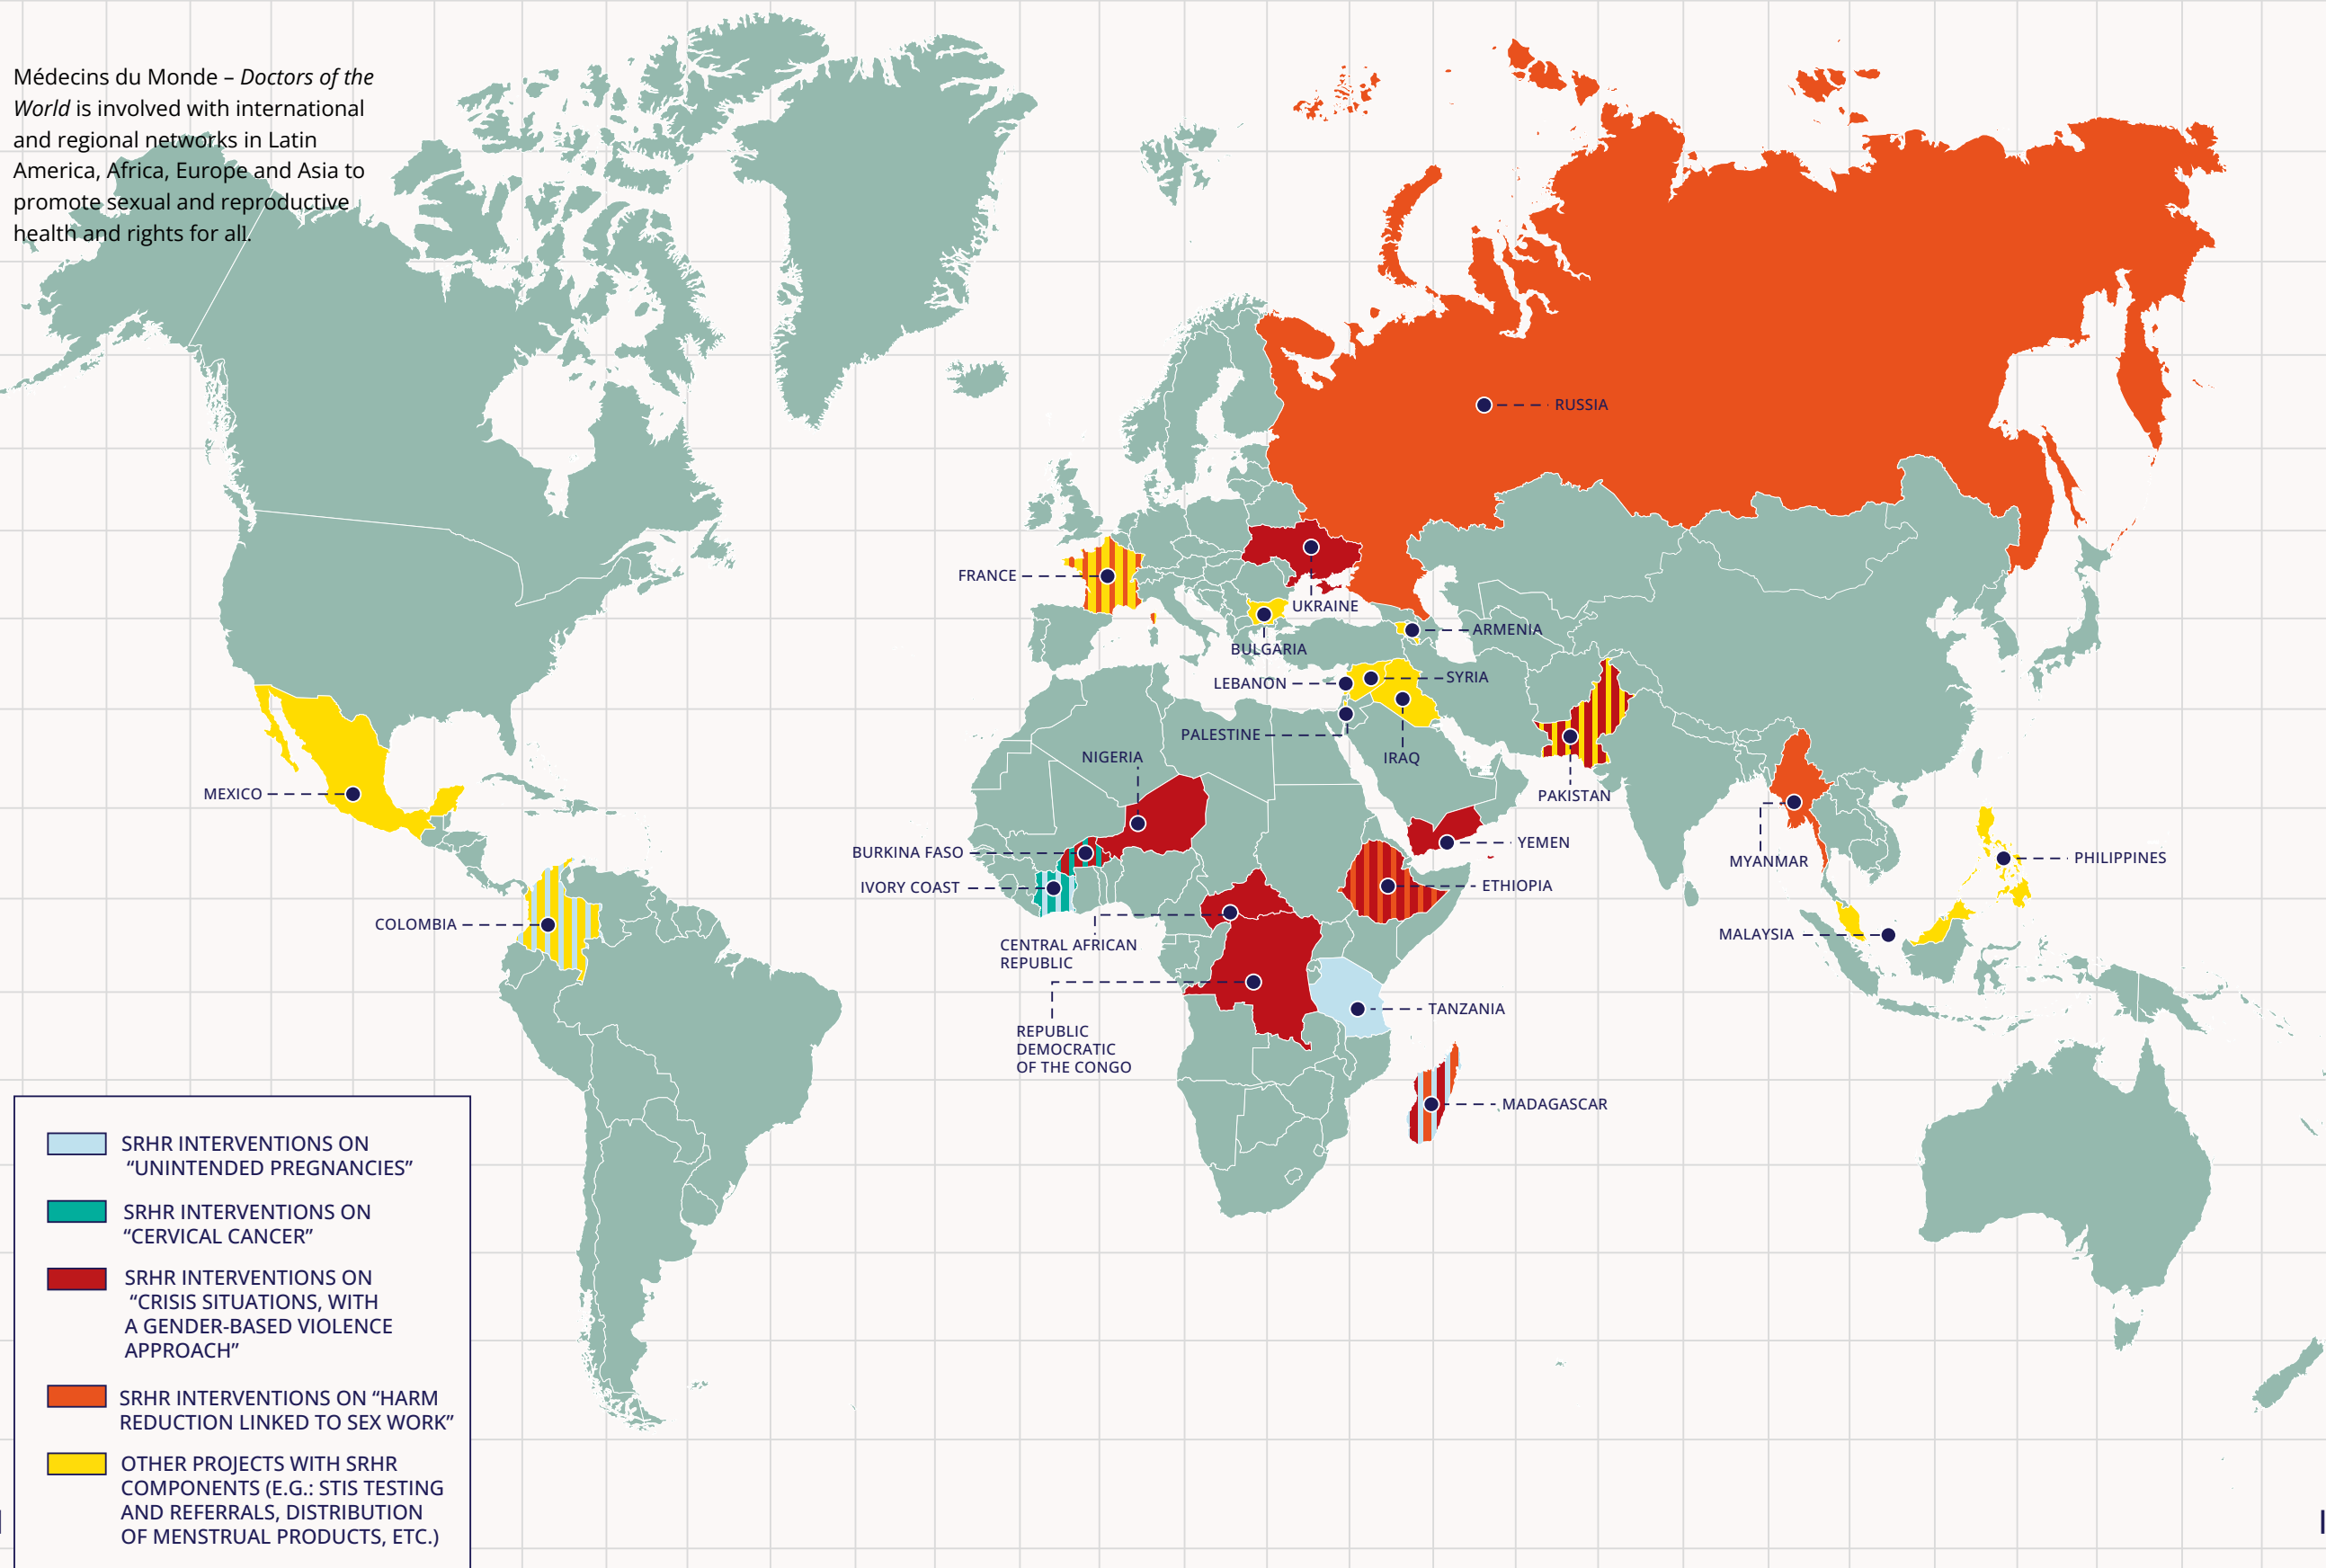 Médecins du Monde – Doctors of the
World is involved with international
and regional networks in Latin
America, Africa, Europe and Asia to
promote sexual and reproductive
health and rights for all.
RUSSIA
FRANCE
UKRAINE
BULGARIA
ARMENIA
LEBANON
SYRIA
PALESTINE
NIGERIA
IRAQ
MEXICO
PAKISTAN
BURKINA FASO
YEMEN
MYANMAR
PHILIPPINES
IVORY COAST
ETHIOPIA
COLOMBIA
MALAYSIA
CENTRAL AFRICAN
REPUBLIC
TANZANIA
REPUBLIC
DEMOCRATIC
OF THE CONGO
MADAGASCAR
SRHR INTERVENTIONS ON
“UNINTENDED PREGNANCIES”
SRHR INTERVENTIONS ON
“CERVICAL CANCER”
SRHR INTERVENTIONS ON
“CRISIS SITUATIONS, WITH
A GENDER-BASED VIOLENCE
APPROACH”
SRHR INTERVENTIONS ON “HARM
REDUCTION LINKED TO SEX WORK”
OTHER PROJECTS WITH SRHR
COMPONENTS (E.G.: STIS TESTING
AND REFERRALS, DISTRIBUTION
OF MENSTRUAL PRODUCTS, ETC.)